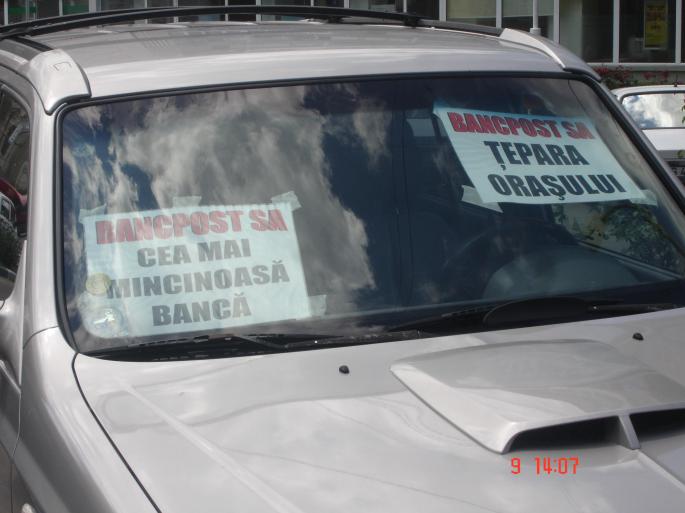 BANCPOST SA
CEA MAI
MINCINOASĂ
BANCĂ
BANCPOST SA
ȚEPARA
ORAȘULUI
9 14:07